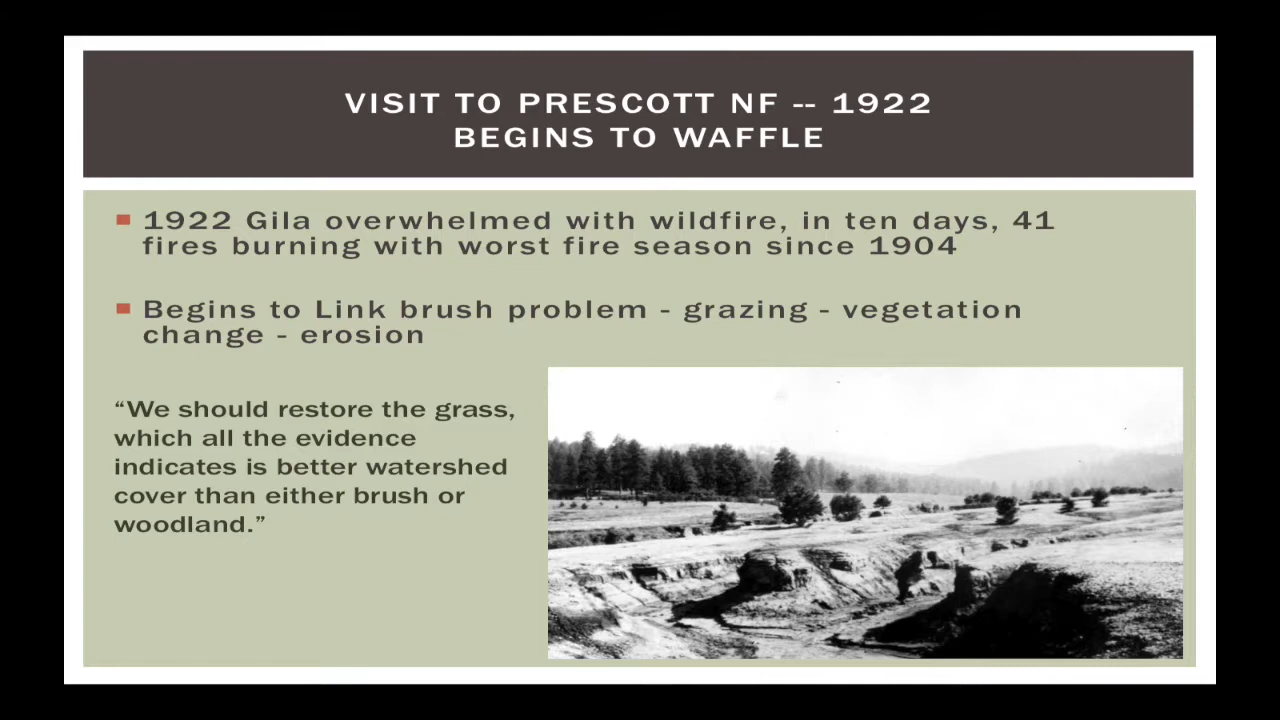 VISIT TO PRESCOTT NF -- 1922
BEGINS TO WAFFLE
1922 Gila overwhelmed with wildfire, in ten days, 41
fires burning with worst fire season since 1904
Begins to Link brush problem - grazing - vegetation
change - erosion
“We should restore the grass,
which all the evidence
indicates is better watershed
cover than either brush or
woodland.”